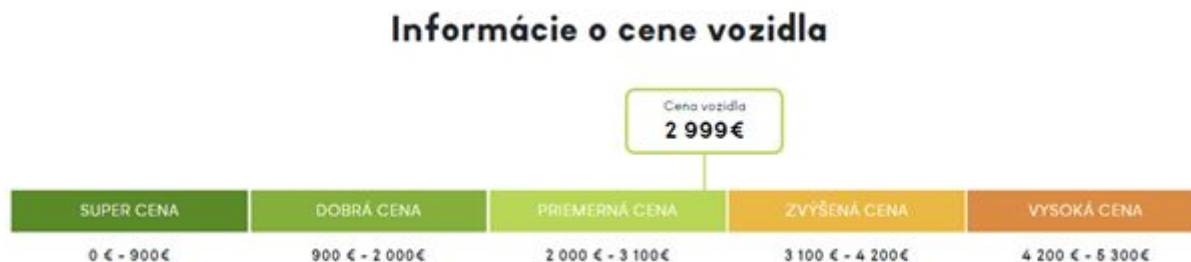 Informácie o cene vozidla
Cena vozidla
2 999€
SUPER CENA DOBRÁ CENA PRIEMERNÁ CENA ZVÝŠENÁ CENA VYSOKÁ CENA
0 € - 900€ 900 € - 2 000€ 2 000 € - 3 100€ 3 100 € - 4 200€ 4 200 € - 5 300€